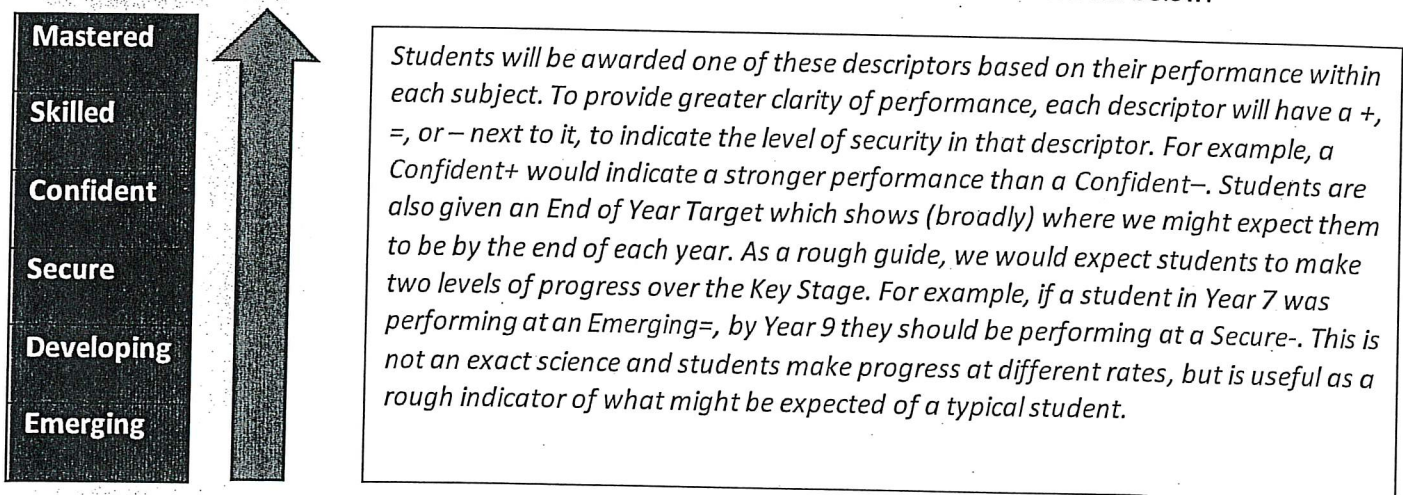 Mastered
Skilled
Confident
Secure
Developing
Emerging
Students will be awarded one of these descriptors based on their performance within
each subject. To provide greater clarity of performance, each descriptor will have a +,
=, or – next to it, to indicate the level of security in that descriptor. For example, a
Confident+ would indicate a stronger performance than a Confident–. Students are
also given an End of Year Target which shows (broadly) where we might expect them
to be by the end of each year. As a rough guide, we would expect students to make
two levels of progress over the Key Stage. For example, if a student in Year 7 was
performing at an Emerging=, by Year 9 they should be performing at a Secure-. This is
not an exact science and students make progress at different rates, but is useful as a
rough indicator of what might be expected of a typical student.